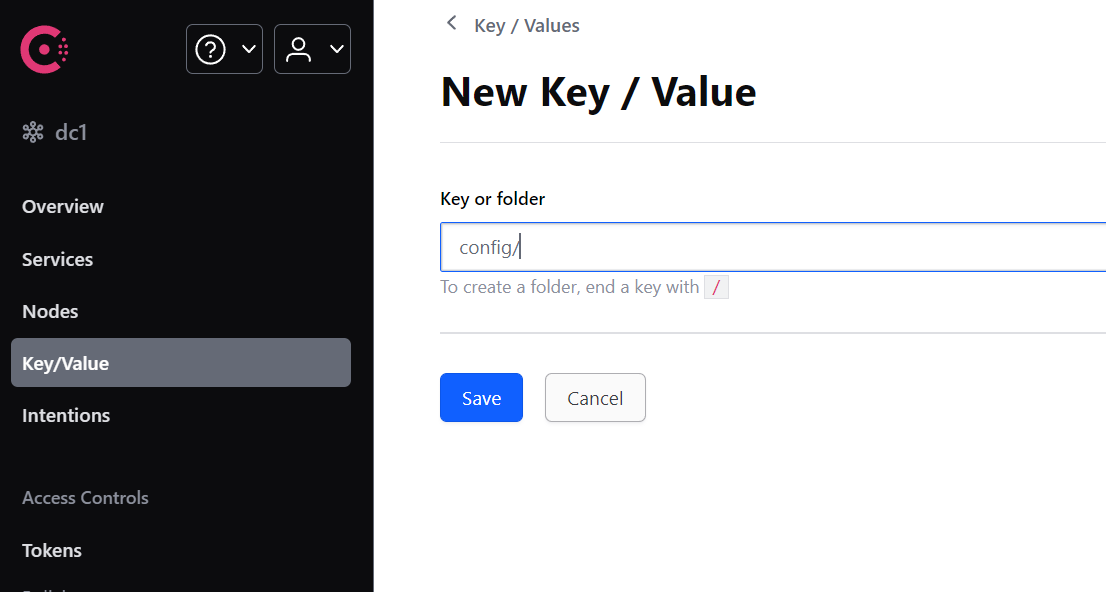 dc1
Overview
Services
Nodes
Key/Value
Intentions
Access Controls
Tokens
Key / Values
New Key / Value
Key or folder
config/
To create a folder, end a key with /
Save
Cancel